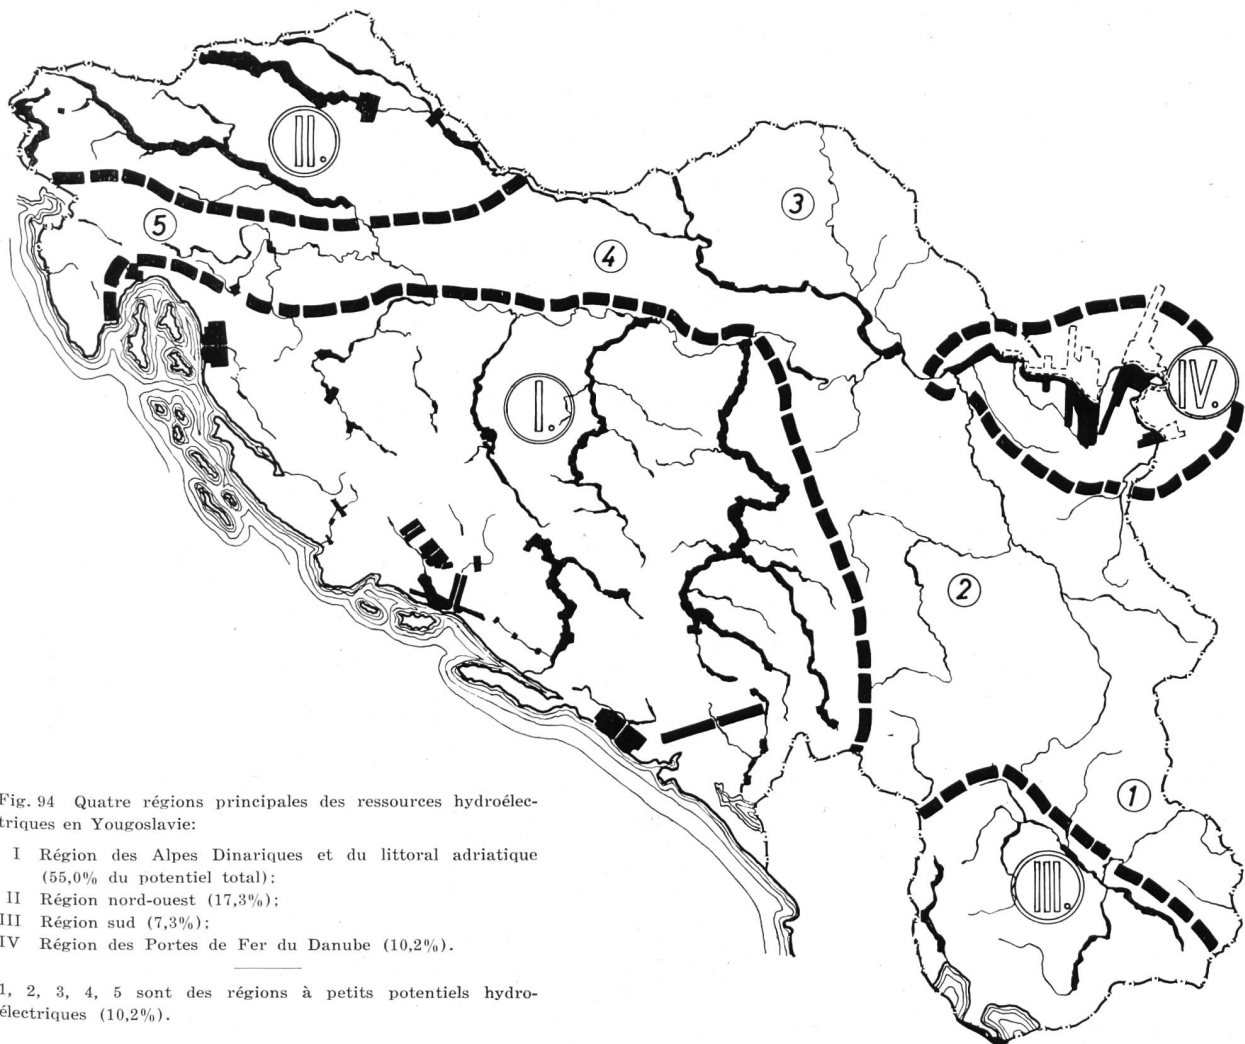 II.
3
5
4
I.
IV.
2
1
III.
Fig. 94 Quatre régions principales des ressources hydroélec-
triques en Yougoslavie:
I Région des Alpes Dinariques et du littoral adriatique
(55,0% du potentiel total);
II Région nord-ouest (17,3%);
III Région sud (7,3%);
IV Région des Portes de Fer du Danube (10,2%).
1, 2, 3, 4, 5 sont des régions à petits potentiels hydro-
électriques (10,2%).